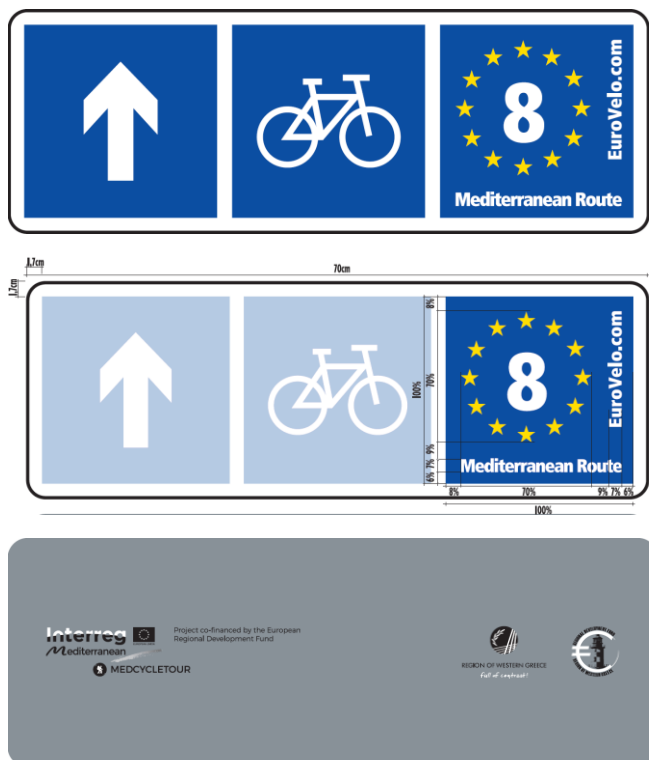 8
EuroVelo.com
Mediterranean Route
1,7cm
70cm
1,7cm
8%
70%
100%
9%
7%
6%
8
EuroVelo.com
Mediterranean Route
8%
70%
9%
7%
6%
100%
Interreg
Mediterranean
MEDCYCLETOUR
Project co-financed by the European
Regional Development Fund
REGION OF WESTERN GREECE
full of contrast!